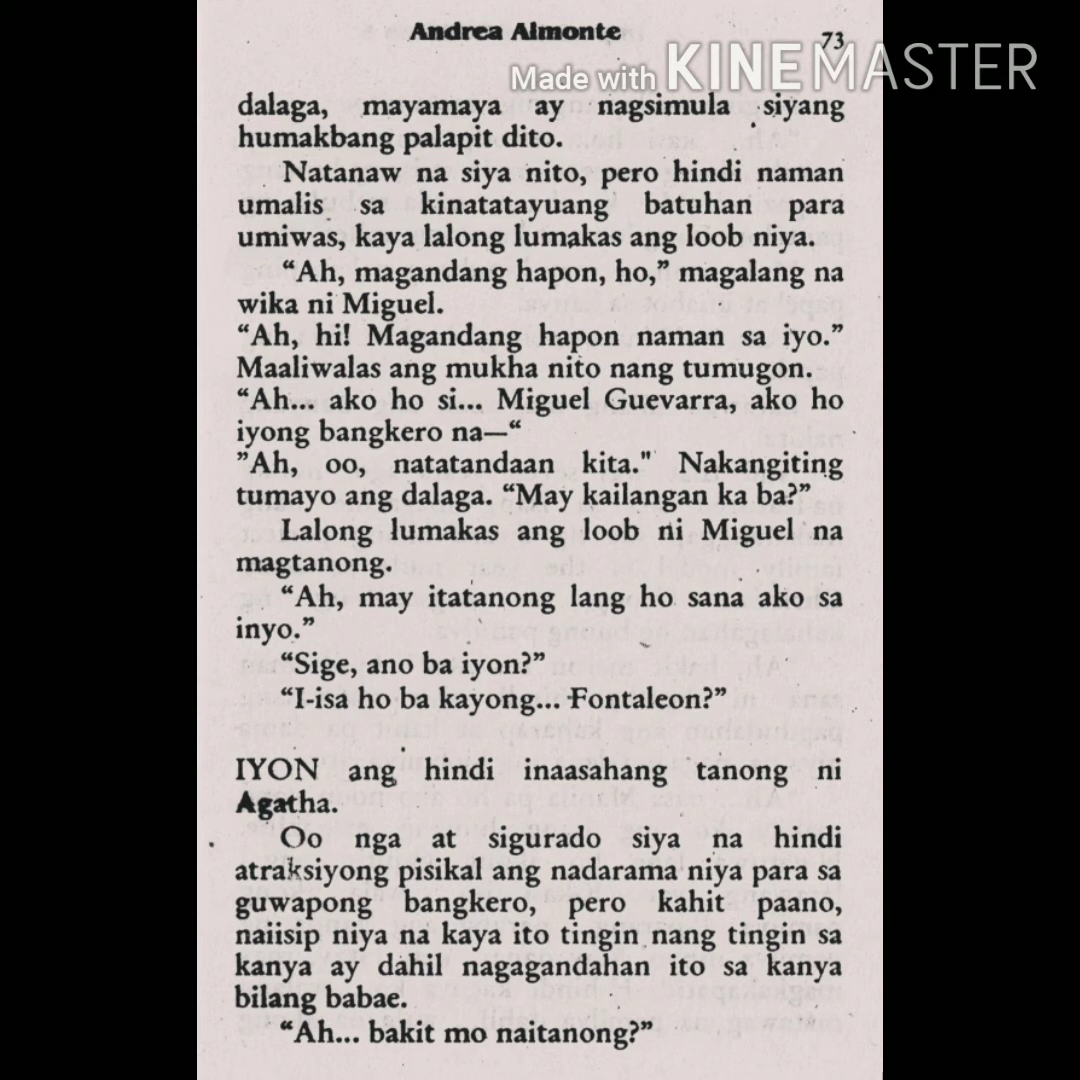 Andrea Almonte 73
Made with KINEMASTER
dalaga, mayamaya ay nagsimula siyang
humakbang palapit dito.
Natanaw na siya nito, pero hindi naman
umalis sa kinatatayuang batuhan para
umiwas, kaya lalong lumakas ang loob niya.
“Ah, magandang hapon, ho,” magalang na
wika ni Miguel.
“Ah, hi! Magandang hapon naman sa iyo.”
Maaliwalas ang mukha nito nang tumugon.
“Ah... ako ho si... Miguel Guevarra, ako ho
iyong bangkero na—“
”Ah, oo, natatandaan kita." Nakangiting
tumayo ang dalaga. “May kailangan ka ba?”
Lalong lumakas ang loob ni Miguel na
magtanong.
“Ah, may itatanong lang ho sana ako sa
inyo.”
“Sige, ano ba iyon?”
“I-isa ho ba kayong... Fontaleon?”
IYON ang hindi inaasahang tanong ni
Agatha.
Oo nga at sigurado siya na hindi
atraksiyong pisikal ang nadarama niya para sa
guwapong bangkero, pero kahit paano,
naiisip niya na kaya ito tingin nang tingin sa
kanya ay dahil nagagandahan ito sa kanya
bilang babae.
“Ah... bakit mo naitanong?”